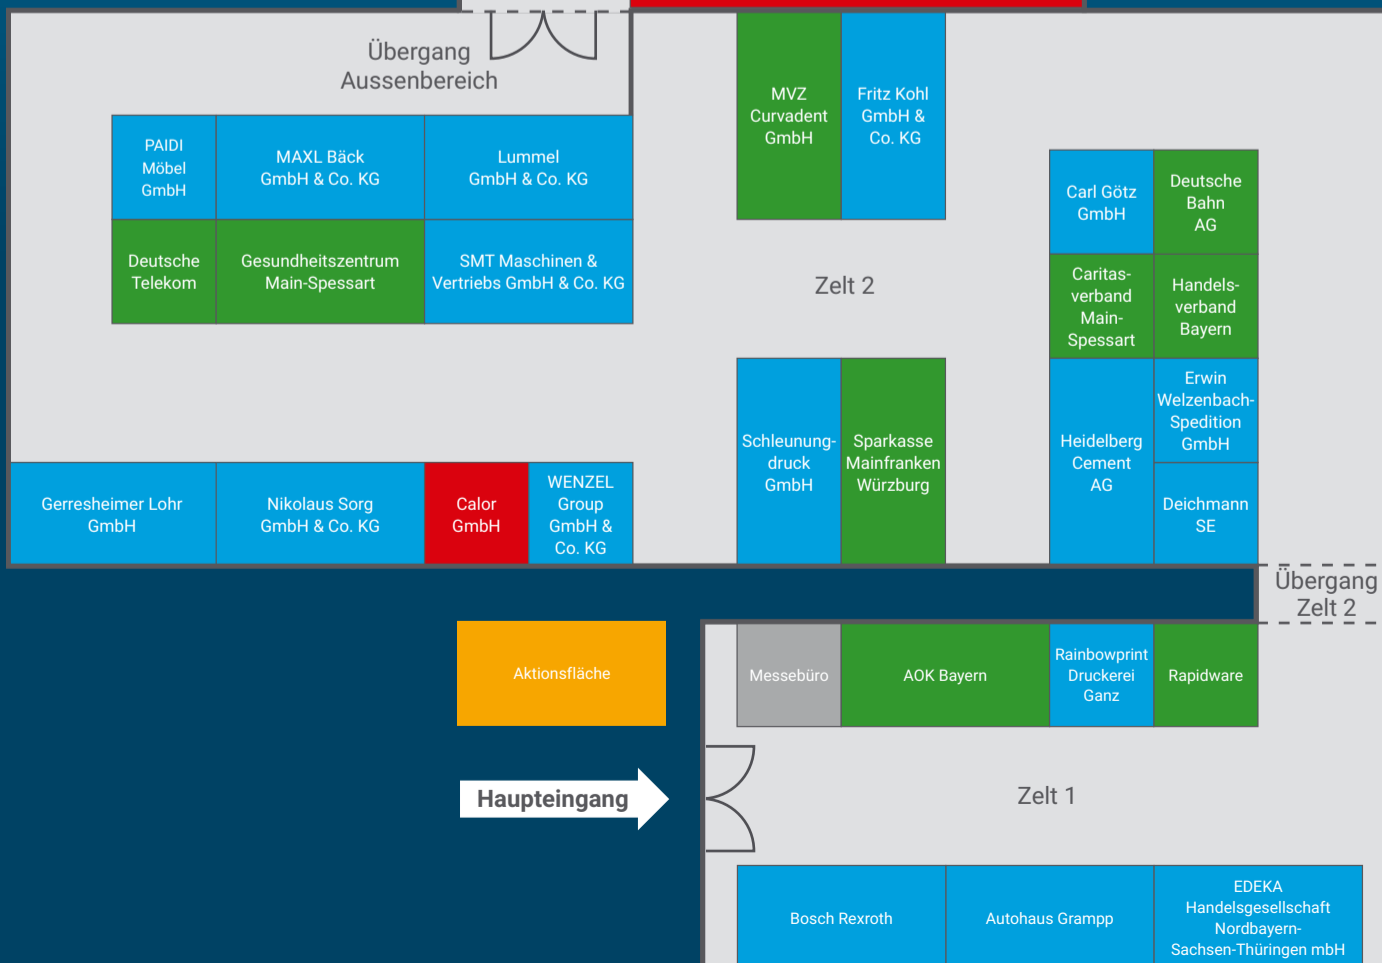 Übergang
Aussenbereich
PAIDI
Möbel
GmbH
MAXL Bäck
GmbH & Co. KG
Lummel
GmbH & Co. KG
Deutsche
Telekom
Gesundheitszentrum
Main-Spessart
SMT Maschinen &
Vertriebs GmbH & Co. KG
Gerresheimer Lohr
GmbH
Nikolaus Sorg
GmbH & Co. KG
Calor
GmbH
WENZEL
Group
GmbH &
Co. KG
MVZ
Curvadent
GmbH
Fritz Kohl
GmbH &
Co. KG
Zelt 2
Schleunung-
druck
GmbH
Sparkasse
Mainfranken
Würzburg
Carl Götz
GmbH
Deutsche
Bahn
AG
Caritas-
verband
Main-
Spessart
Handels-
verband
Bayern
Heidelberg
Cement
AG
Erwin
Welzenbach-
Spedition
GmbH
Deichmann
SE
Übergang
Zelt 2
Aktionsfläche
Messebüro
AOK Bayern
Rainbowprint
Druckerei
Ganz
Rapidware
Haupteingang
Zelt 1
Bosch Rexroth
Autohaus Grampp
EDEKA
Handelsgesellschaft
Nordbayern-
Sachsen-Thüringen mbH